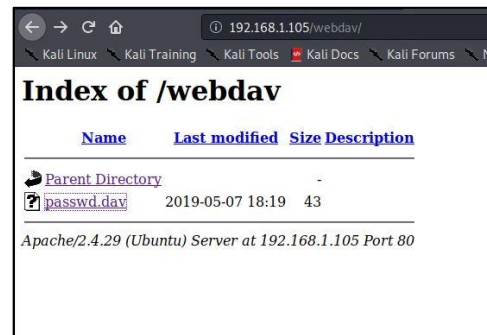 192.168.1.105/webdav/
Kali Linux Kali Training Kali Tools Kali Docs Kali Forums
Index of /webdav
Name Last modified Size Description
Parent Directory -
passwd.dav 2019-05-07 18:19 43
Apache/2.4.29 (Ubuntu) Server at 192.168.1.105 Port 80